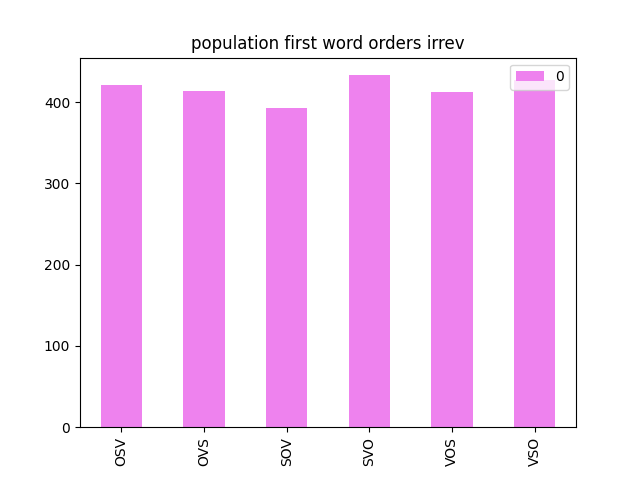 population first word orders irrev
0
400
300
200
100
0
OSV
OVS
SOV
SVO
VOS
VSO